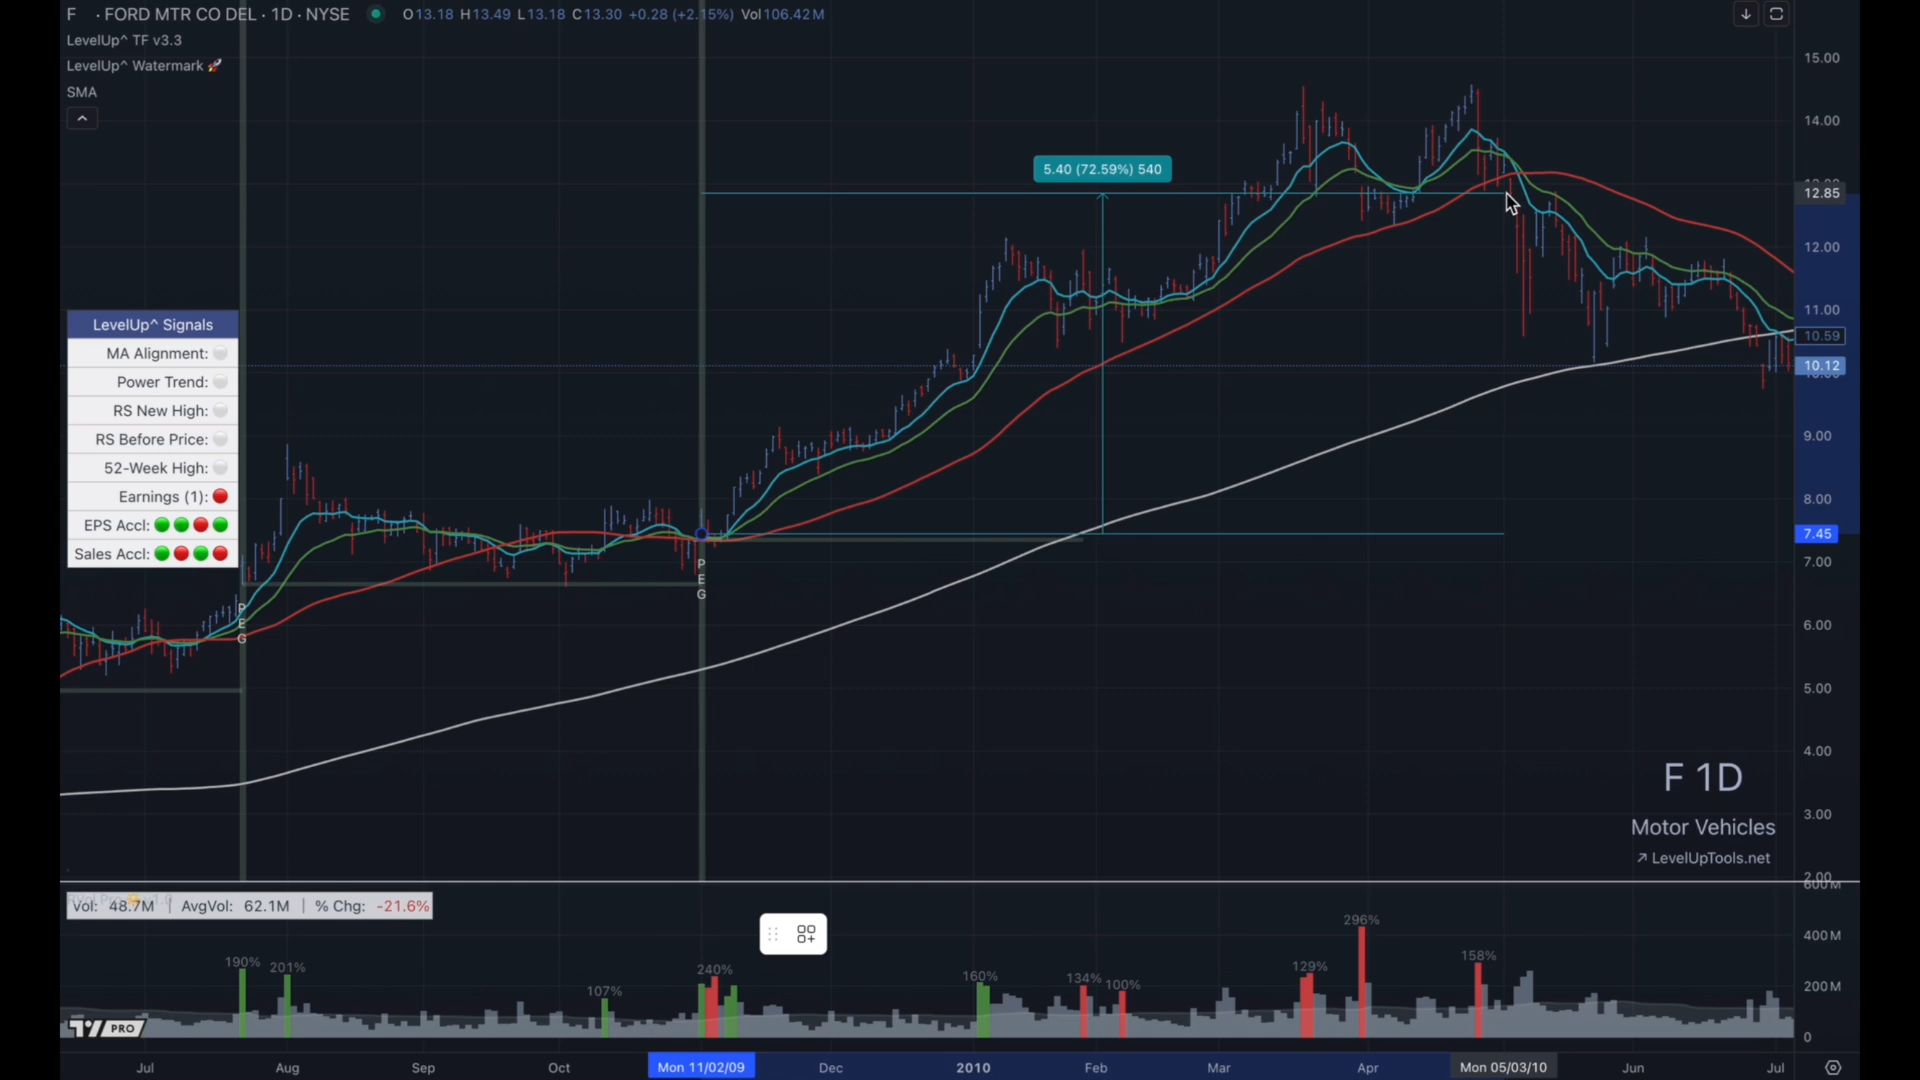 F · FORD MTR CO DEL · 1D · NYSE O13.18 H13.49 L13.18 C13.30 +0.28 (+2.15%) Vol106.42M
LevelUp^ TF v3.3
LevelUp^ Watermark 🚀
SMA
15.00
14.00
5.40 (72.59%) 540
12.85
12.00
11.00
10.59
10.12
9.00
8.00
7.45
7.00
6.00
5.00
4.00
3.00
2.00
LevelUp^ Signals
MA Alignment:
Power Trend:
RS New High:
RS Before Price:
52-Week High:
Earnings (1):
EPS Accl:
Sales Accl:
P
E
G
P
E
G
F 1D
Motor Vehicles
↗ LevelUpTools.net
Vol: 48.7M | AvgVol: 62.1M | % Chg: -21.6%
600M
400M
200M
0
190%
201%
107%
240%
160%
134%
100%
129%
296%
158%
PRO
Jul Aug Sep Oct Mon 11/02/09 Dec 2010 Feb Mar Apr Mon 05/03/10 Jun Jul